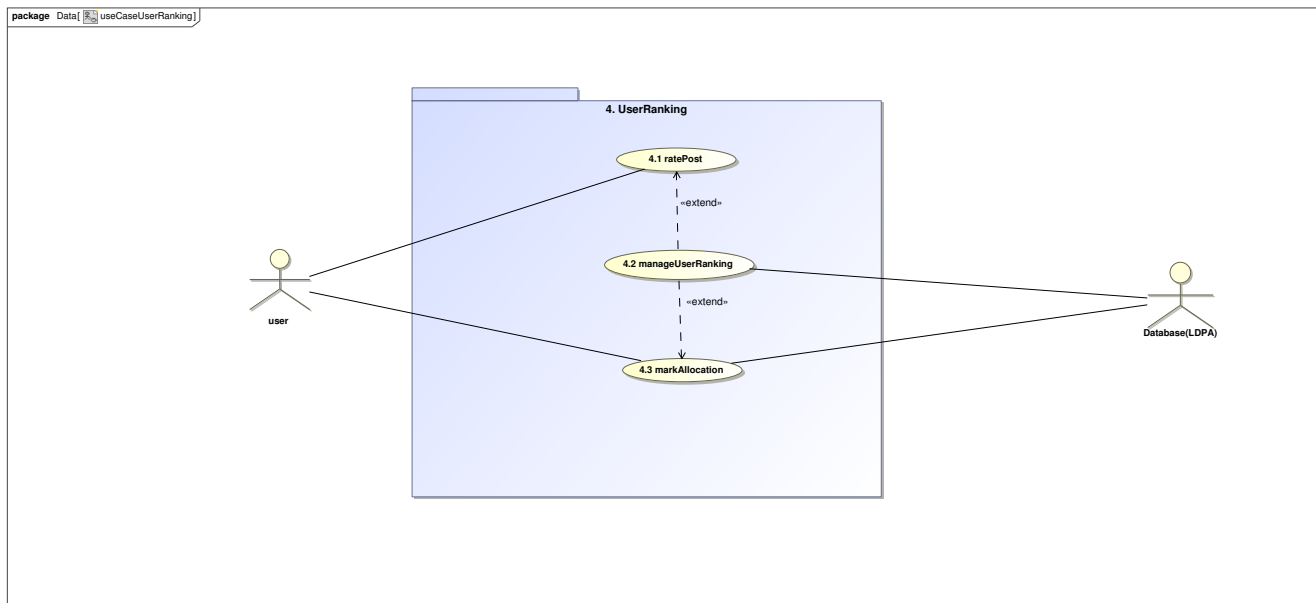 package Data[ useCaseUserRanking]
4. UserRanking
4.1 ratePost
«extend»
4.2 manageUserRanking
«extend»
user
Database(LDPA)
4.3 markAllocation